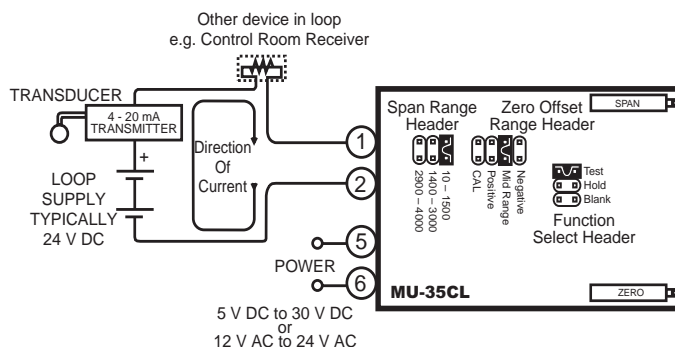 Other device in loop
e.g. Control Room Receiver
TRANSDUCER
4 - 20 mA
TRANSMITTER
+
LOOP
SUPPLY
TYPICALLY
24 V DC
Direction
Of
Current
1
2
5
6
POWER
5 V DC to 30 V DC
or
12 V AC to 24 V AC
Span Range
Header
2900 – 4000
1400 – 3000
10 – 1500
Zero Offset
Range Header
CAL
Positive
Mid Range
Negative
SPAN
Test
Hold
Blank
Function
Select Header
MU-35CL
ZERO